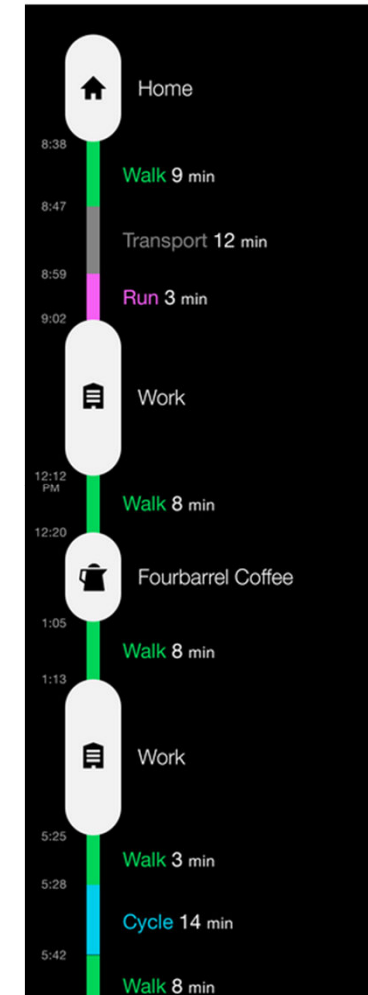 Home
8:38
Walk 9 min
8:47
Transport 12 min
8:59
Run 3 min
9:02
Work
12:12
PM
Walk 8 min
12:20
Fourbarrel Coffee
1:05
Walk 8 min
1:13
Work
5:25
Walk 3 min
5:28
Cycle 14 min
5:42
Walk 8 min